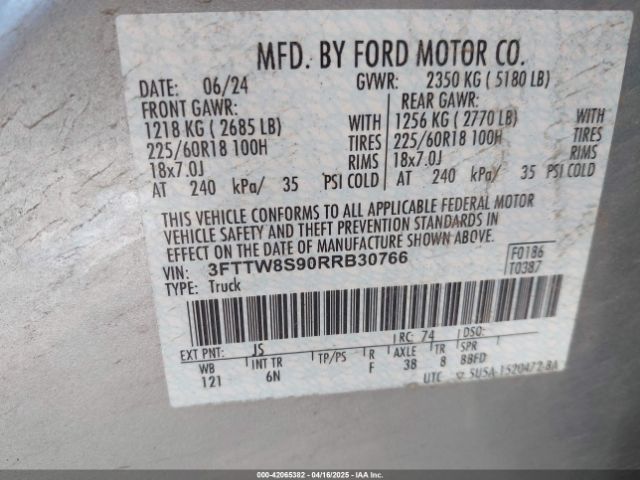 MFD. BY FORD MOTOR CO.
DATE: 06/24 GVWR: 2350 KG ( 5180 LB)
FRONT GAWR: REAR GAWR:
1218 KG ( 2685 LB) WITH 1256 KG ( 2770 LB) WITH
225/60R18 100H TIRES 225/60R18 100H TIRES
18x7.0J RIMS 18x7.0J RIMS
AT 240 kPa/ 35 PSI COLD AT 240 kPa/ 35 PSI COLD
THIS VEHICLE CONFORMS TO ALL APPLICABLE FEDERAL MOTOR
VEHICLE SAFETY AND THEFT PREVENTION STANDARDS IN
EFFECT ON THE DATE OF MANUFACTURE SHOWN ABOVE.
VIN: 3FTTW8S90RRB30766 F0186
TYPE: Truck T0387
EXT PNT: JS RC: 74 DSO:
WB INT TR TP/PS R AXLE TR SPR
121 6N F 38 8 BBFD
UTC 5U5A-1520472-BA
000-42065382 - 04/16/2025 - IAA, Inc.